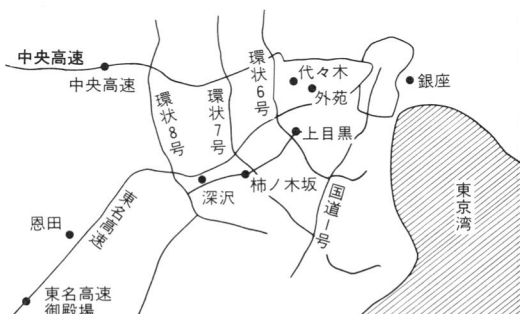 中央高速
中央高速
環状8号
環状7号
環状6号
代々木
外苑
銀座
上目黒
柿ノ木坂
深沢
国道一号
東京湾
東名高速
恩田
東名高速
御殿場